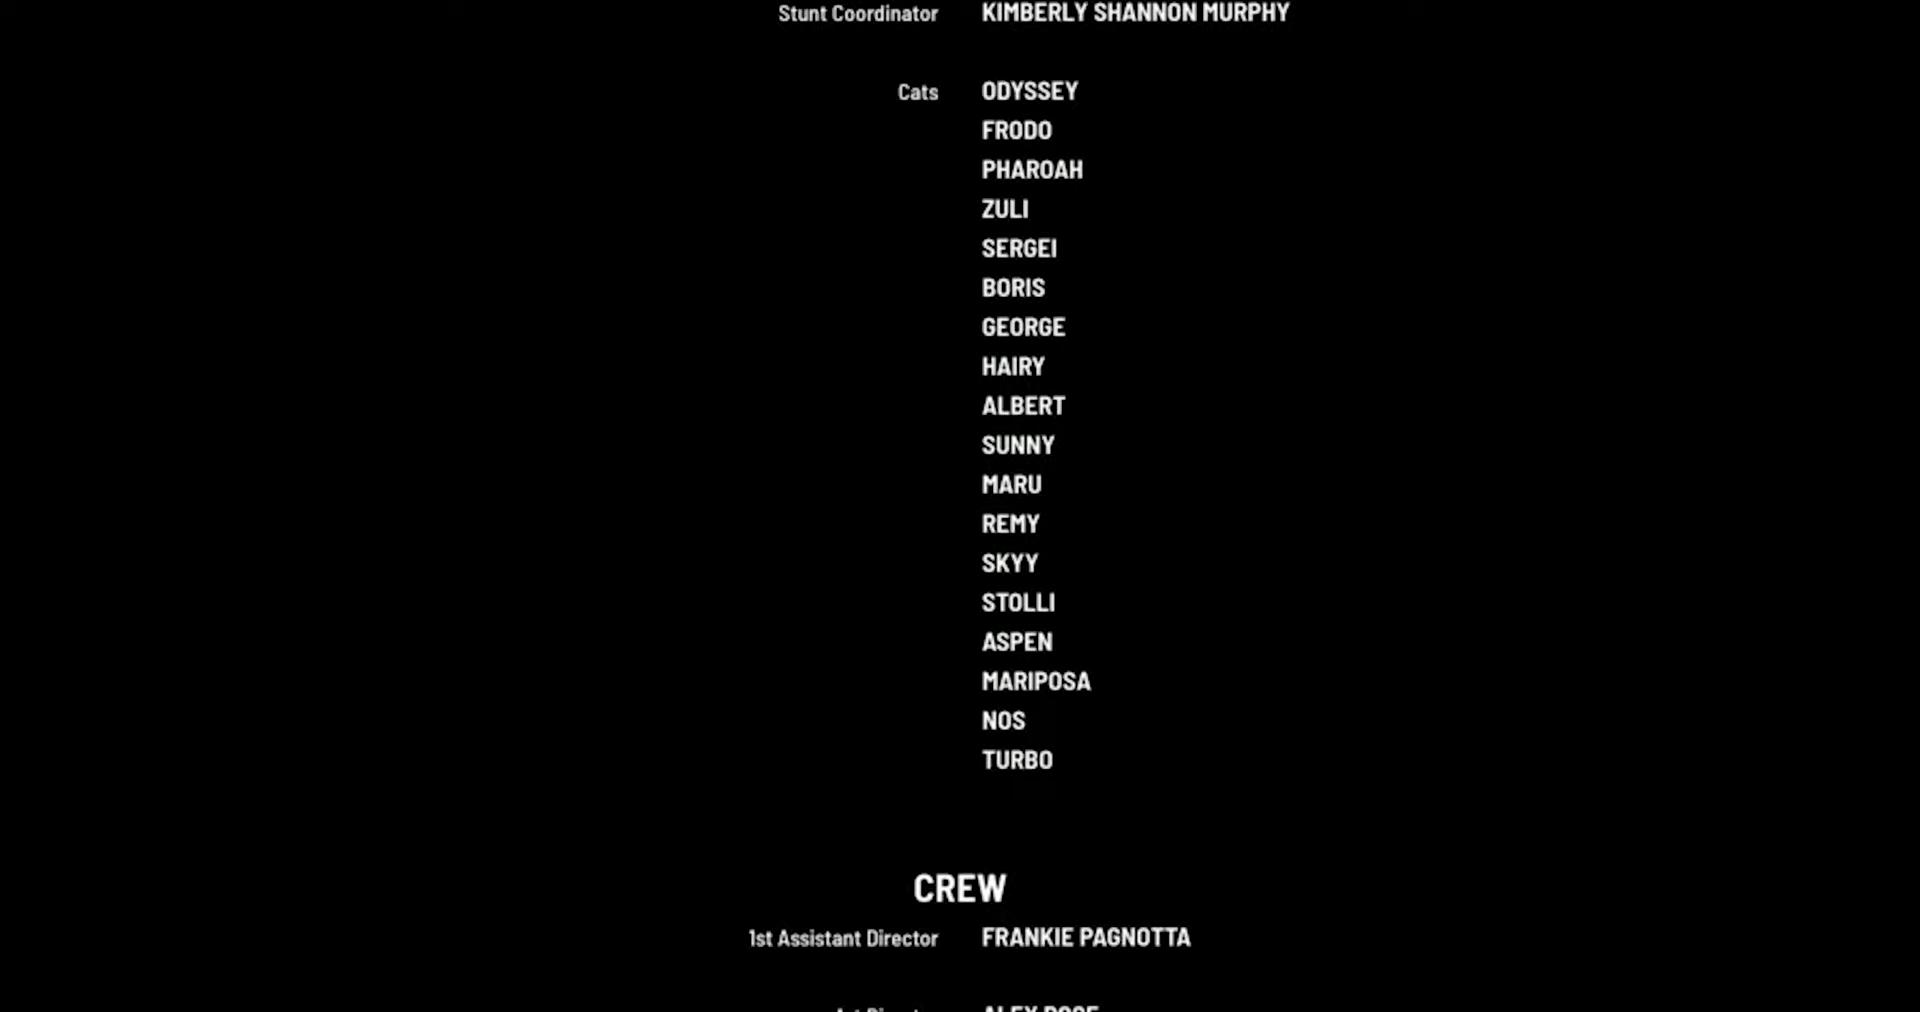 Stunt Coordinator KIMBERLY SHANNON MURPHY
Cats ODYSSEY
FRODO
PHAROAH
ZULI
SERGEI
BORIS
GEORGE
HAIRY
ALBERT
SUNNY
MARU
REMY
SKYY
STOLLI
ASPEN
MARIPOSA
NOS
TURBO
CREW
1st Assistant Director FRANKIE PAGNOTTA